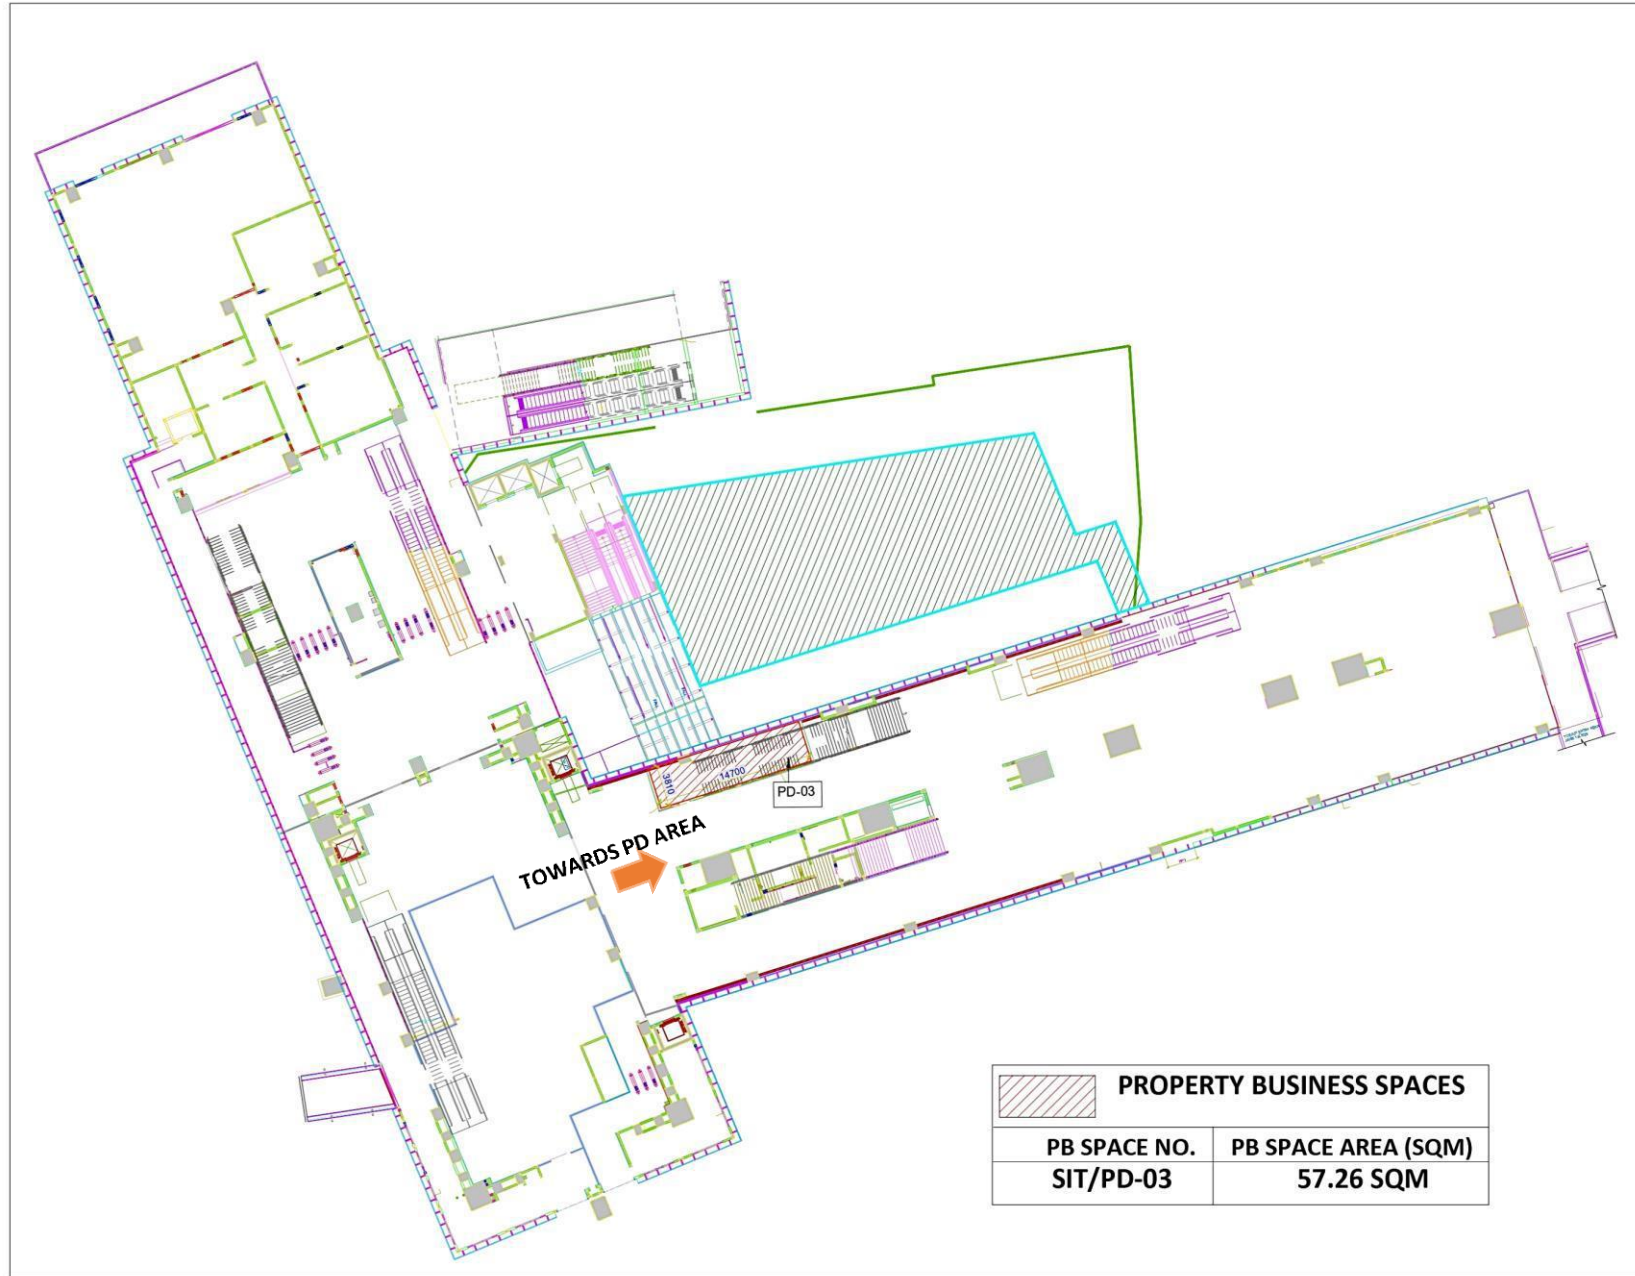 3810
14700
PD-03
TOWARDS PD AREA
PROPERTY BUSINESS SPACES
PB SPACE NO. PB SPACE AREA (SQM)
SIT/PD-03 57.26 SQM